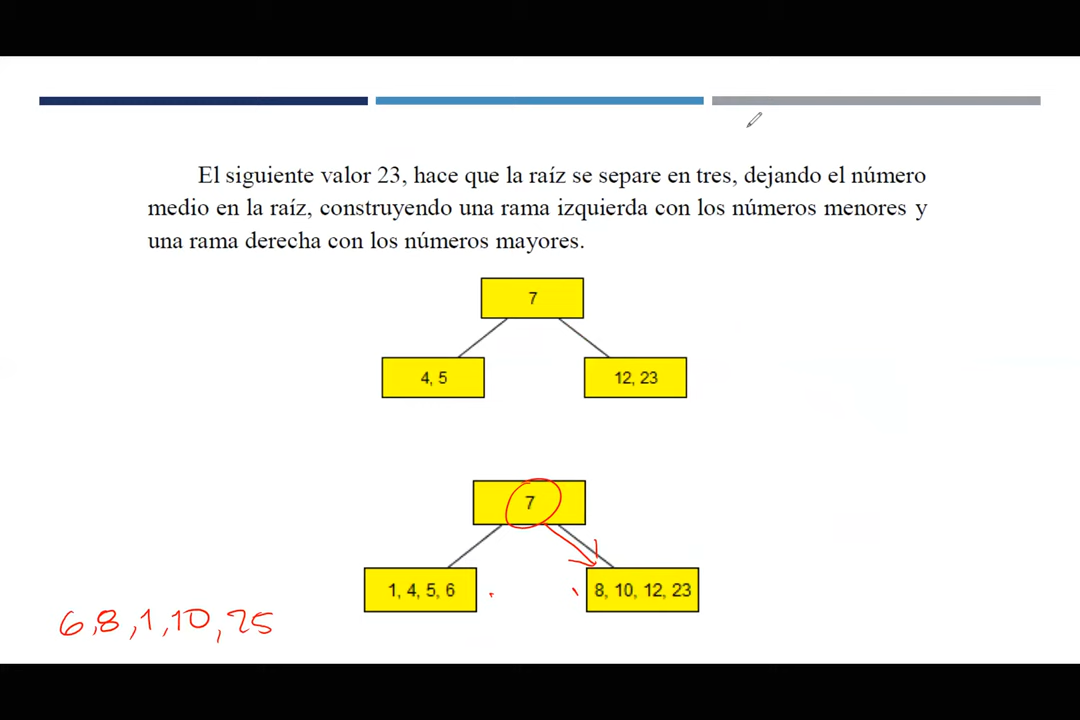 El siguiente valor 23, hace que la raíz se separe en tres, dejando el número
medio en la raíz, construyendo una rama izquierda con los números menores y
una rama derecha con los números mayores.
7
4, 5
12, 23
7
1, 4, 5, 6
8, 10, 12, 23
6,8,1,10,25